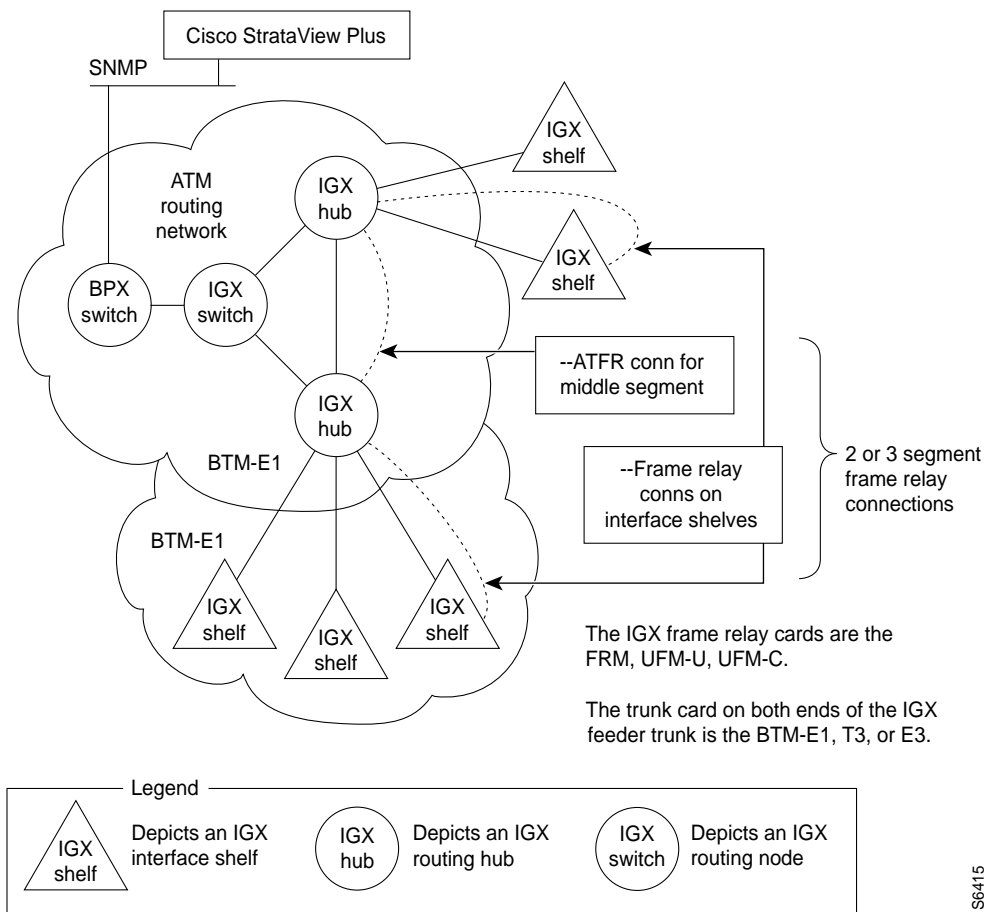 Cisco StrataView Plus
SNMP
IGX
shelf
ATM
routing
network
IGX
hub
IGX
shelf
BPX
switch
IGX
switch
--ATFR conn for
middle segment
IGX
hub
BTM-E1
--Frame relay
conns on
interface shelves
2 or 3 segment
frame relay
connections
BTM-E1
IGX
shelf
IGX
shelf
IGX
shelf
The IGX frame relay cards are the
FRM, UFM-U, UFM-C.
The trunk card on both ends of the IGX
feeder trunk is the BTM-E1, T3, or E3.
Legend
IGX
shelf
Depicts an IGX
interface shelf
IGX
hub
Depicts an IGX
routing hub
IGX
switch
Depicts an IGX
routing node
S6415